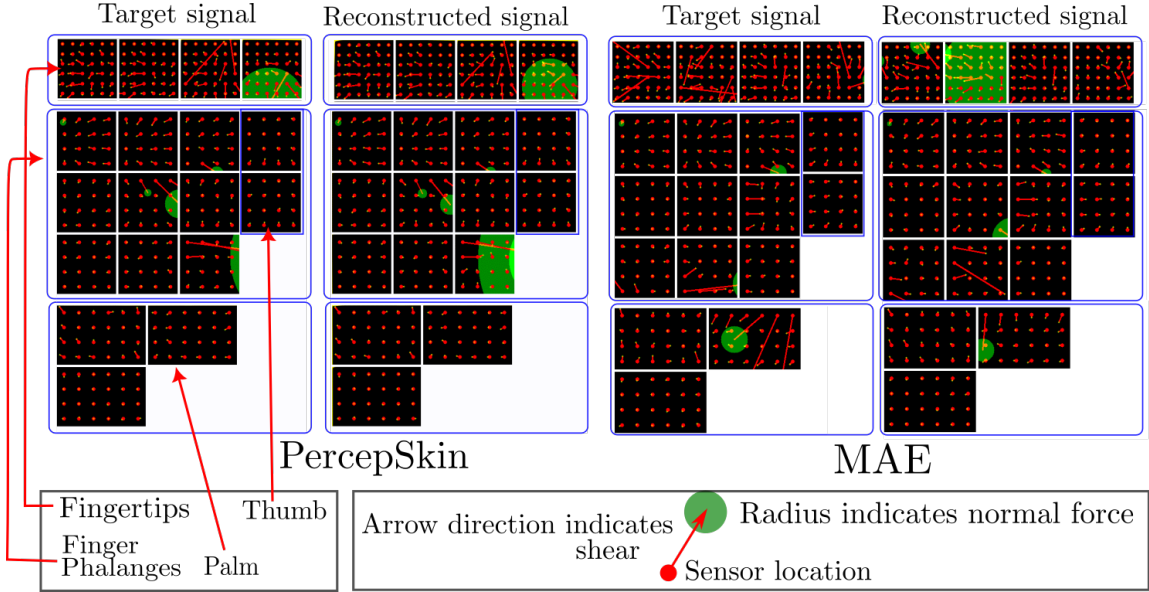 Target signal
Reconstructed signal
Target signal
Reconstructed signal
PercepSkin
MAE
Fingertips
Thumb
Finger
Phalanges
Palm
Arrow direction indicates
shear
Radius indicates normal force
Sensor location